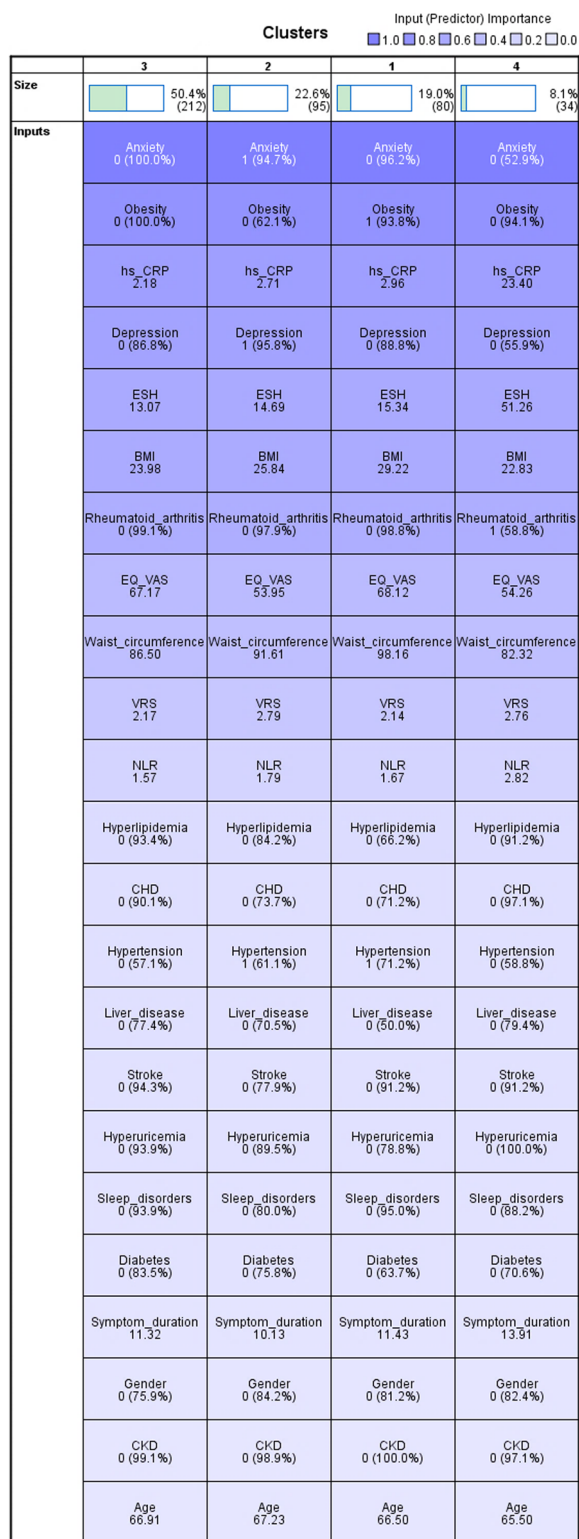 Clusters
Input (Predictor) Importance
1.0 0.8 0.6 0.4 0.2 0.0
3 2 1 4
Size 50.4% (212) 22.6% (95) 19.0% (80) 8.1% (34)
Inputs
Anxiety Anxiety Anxiety Anxiety
0 (100.0%) 1 (94.7%) 0 (96.2%) 0 (52.9%)
Obesity Obesity Obesity Obesity
0 (100.0%) 0 (62.1%) 1 (93.8%) 0 (94.1%)
hs_CRP hs_CRP hs_CRP hs_CRP
2.18 2.71 2.96 23.40
Depression Depression Depression Depression
0 (86.8%) 1 (95.8%) 0 (88.8%) 0 (55.9%)
ESH ESH ESH ESH
13.07 14.69 15.34 51.26
BMI BMI BMI BMI
23.98 25.84 29.22 22.83
Rheumatoid_arthritis Rheumatoid_arthritis Rheumatoid_arthritis Rheumatoid_arthritis
0 (99.1%) 0 (97.9%) 0 (98.8%) 1 (58.8%)
EQ_VAS EQ_VAS EQ_VAS EQ_VAS
67.17 53.95 68.12 54.26
Waist_circumference Waist_circumference Waist_circumference Waist_circumference
86.50 91.61 98.16 82.32
VRS VRS VRS VRS
2.17 2.79 2.14 2.76
NLR NLR NLR NLR
1.57 1.79 1.67 2.82
Hyperlipidemia Hyperlipidemia Hyperlipidemia Hyperlipidemia
0 (93.4%) 0 (84.2%) 0 (66.2%) 0 (91.2%)
CHD CHD CHD CHD
0 (90.1%) 0 (73.7%) 0 (71.2%) 0 (97.1%)
Hypertension Hypertension Hypertension Hypertension
0 (57.1%) 1 (61.1%) 1 (71.2%) 0 (58.8%)
Liver_disease Liver_disease Liver_disease Liver_disease
0 (77.4%) 0 (70.5%) 0 (50.0%) 0 (79.4%)
Stroke Stroke Stroke Stroke
0 (94.3%) 0 (77.9%) 0 (91.2%) 0 (91.2%)
Hyperuricemia Hyperuricemia Hyperuricemia Hyperuricemia
0 (93.9%) 0 (89.5%) 0 (78.8%) 0 (100.0%)
Sleep_disorders Sleep_disorders Sleep_disorders Sleep_disorders
0 (93.9%) 0 (80.0%) 0 (95.0%) 0 (88.2%)
Diabetes Diabetes Diabetes Diabetes
0 (83.5%) 0 (75.8%) 0 (63.7%) 0 (70.6%)
Symptom_duration Symptom_duration Symptom_duration Symptom_duration
11.32 10.13 11.43 13.91
Gender Gender Gender Gender
0 (75.9%) 0 (84.2%) 0 (81.2%) 0 (82.4%)
CKD CKD CKD CKD
0 (99.1%) 0 (98.9%) 0 (100.0%) 0 (97.1%)
Age Age Age Age
66.91 67.23 66.50 65.50